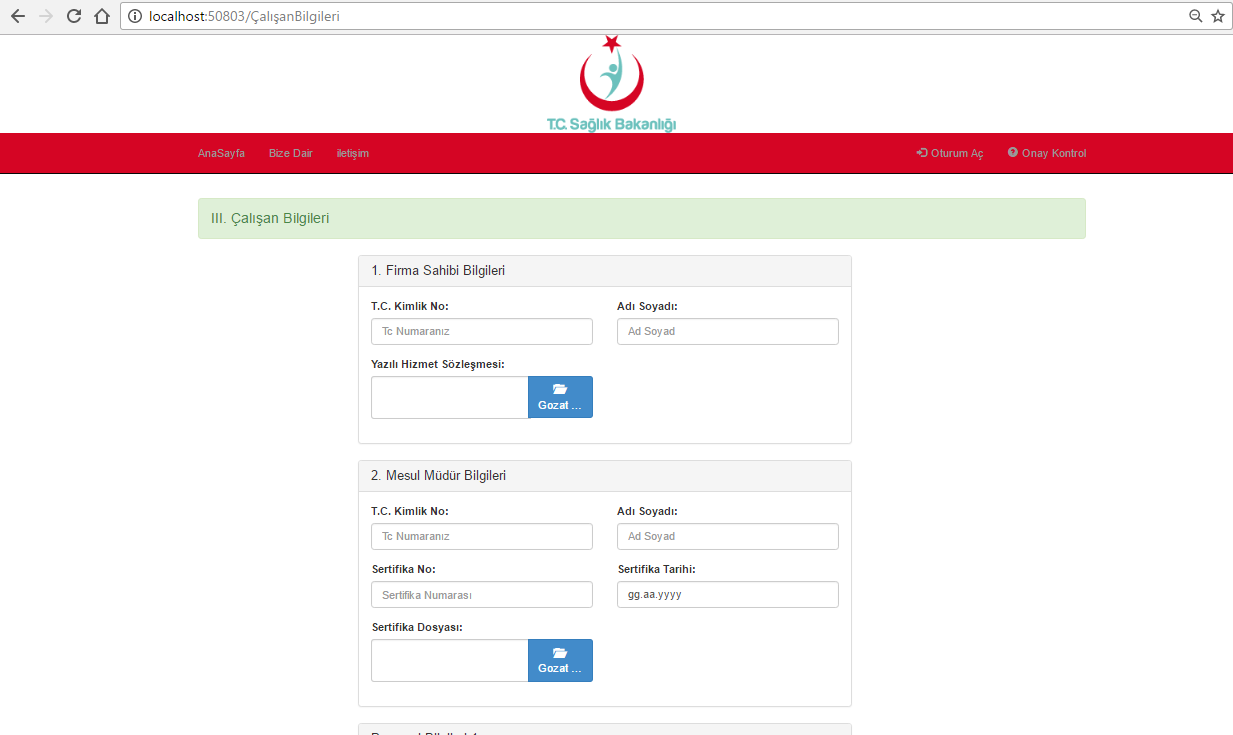 localhost:50803/ÇalışanBilgileri
T.C. Sağlık Bakanlığı
AnaSayfa Bize Dair iletişim Oturum Aç Onay Kontrol
III. Çalışan Bilgileri
1. Firma Sahibi Bilgileri
T.C. Kimlik No: Adı Soyadı:
Tc Numaranız Ad Soyad
Yazılı Hizmet Sözleşmesi:
Gozat ...
2. Mesul Müdür Bilgileri
T.C. Kimlik No: Adı Soyadı:
Tc Numaranız Ad Soyad
Sertifika No: Sertifika Tarihi:
Sertifika Numarası gg.aa.yyyy
Sertifika Dosyası:
Gozat ...